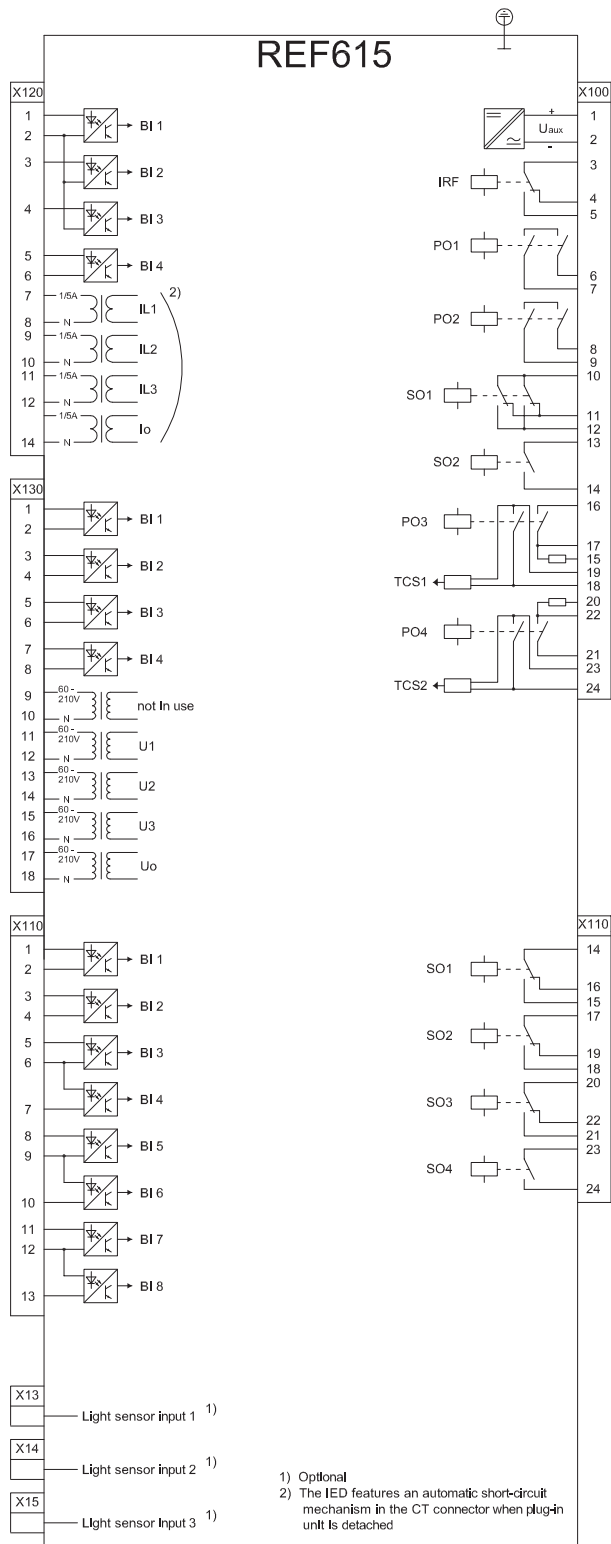 REF615
X120
1
2
BI 1
3
BI 2
4
BI 3
5
6
BI 4
7
1/5A
2)
IL1
8
N
9
1/5A
IL2
10
N
11
1/5A
IL3
12
N
1/5A
Io
14
N
X130
1
2
BI 1
3
4
BI 2
5
6
BI 3
7
8
BI 4
9
60 -
210V
not in use
10
N
11
60 -
210V
U1
12
N
13
60 -
210V
U2
14
N
15
60 -
210V
U3
16
N
17
60 -
210V
Uo
18
N
X110
1
2
BI 1
3
4
BI 2
5
6
BI 3
7
BI 4
8
9
BI 5
10
BI 6
11
12
BI 7
13
BI 8
X13
Light sensor input 1 1)
X14
Light sensor input 2 1)
X15
Light sensor input 3 1)
X100
+
1
Uaux
-
2
IRF
3
4
5
PO1
6
7
PO2
8
9
SO1
10
11
12
SO2
13
14
PO3
16
17
15
19
TCS1
18
20
22
PO4
21
23
TCS2
24
X110
SO1
14
16
15
SO2
17
19
18
SO3
20
22
21
SO4
23
24
1) Optional
2) The IED features an automatic short-circuit
mechanism in the CT connector when plug-in
unit is detached